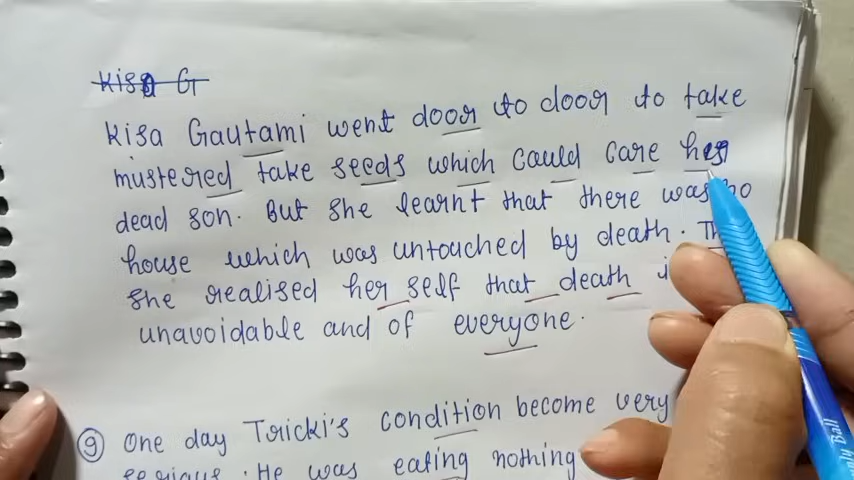 Kisa G
Kisa Gautami went door to door to take
mustered take seeds which could care her
dead son. But she learnt that there was no
house which was untouched by death.
she realised her self that death
unavoidable and of everyone.
9 One day Tricki's condition become very
serious. He was eating nothing